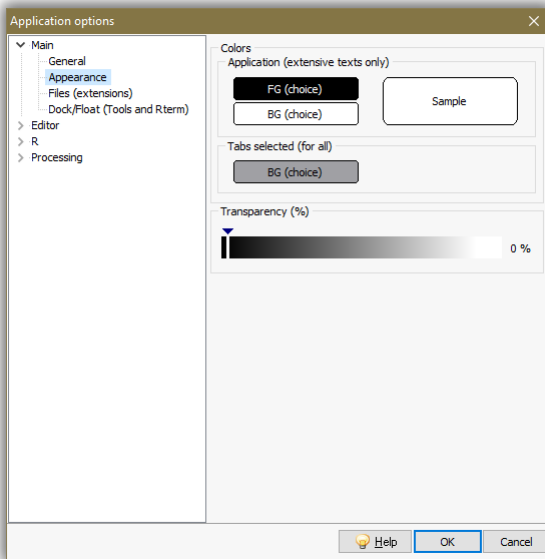 Application options
Main
General
Appearance
Files (extensions)
Dock/Float (Tools and Rterm)
Editor
R
Processing
Colors
Application (extensive texts only)
FG (choice)
BG (choice)
Sample
Tabs selected (for all)
BG (choice)
Transparency (%)
0 %
Help
OK
Cancel